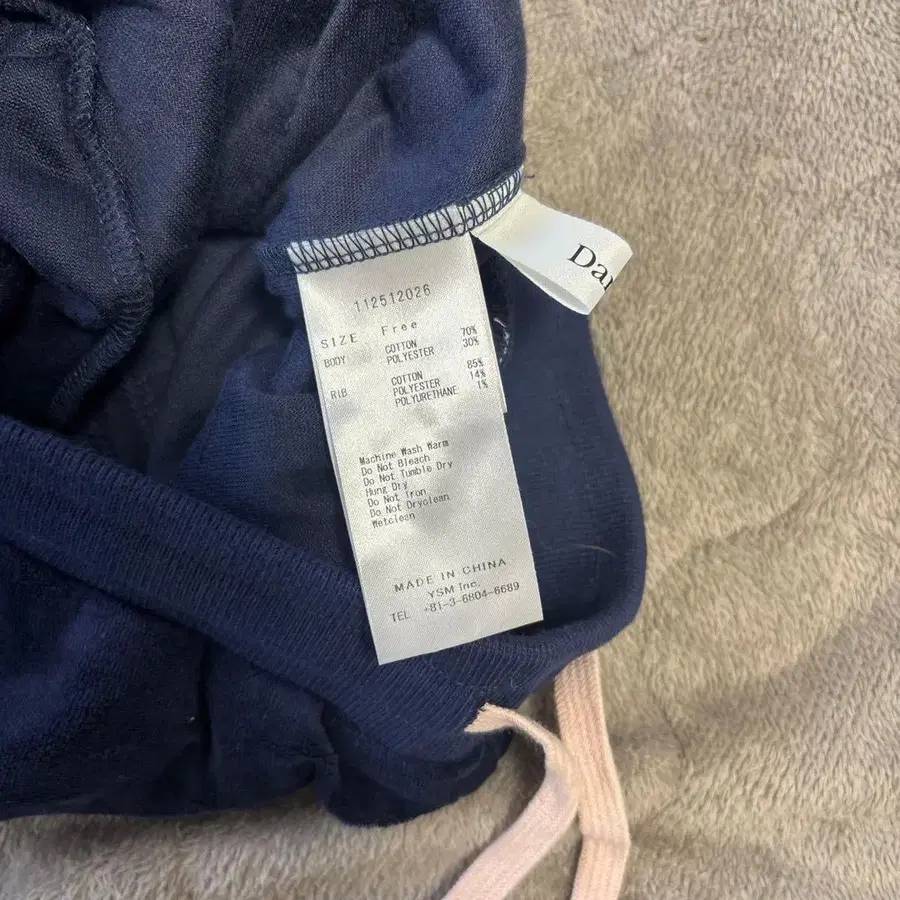 Dar
112512026
SIZE Free
BODY COTTON 70%
POLYESTER 30%
RIB COTTON 85%
POLYESTER 14%
POLYURETHANE 1%
Machine Wash Warm
Do Not Bleach
Do Not Tumble Dry
Hung Dry
Do Not Iron
Do Not Dryclean
Wetclean
MADE IN CHINA
YSM Inc.
TEL +81-3-6804-6689